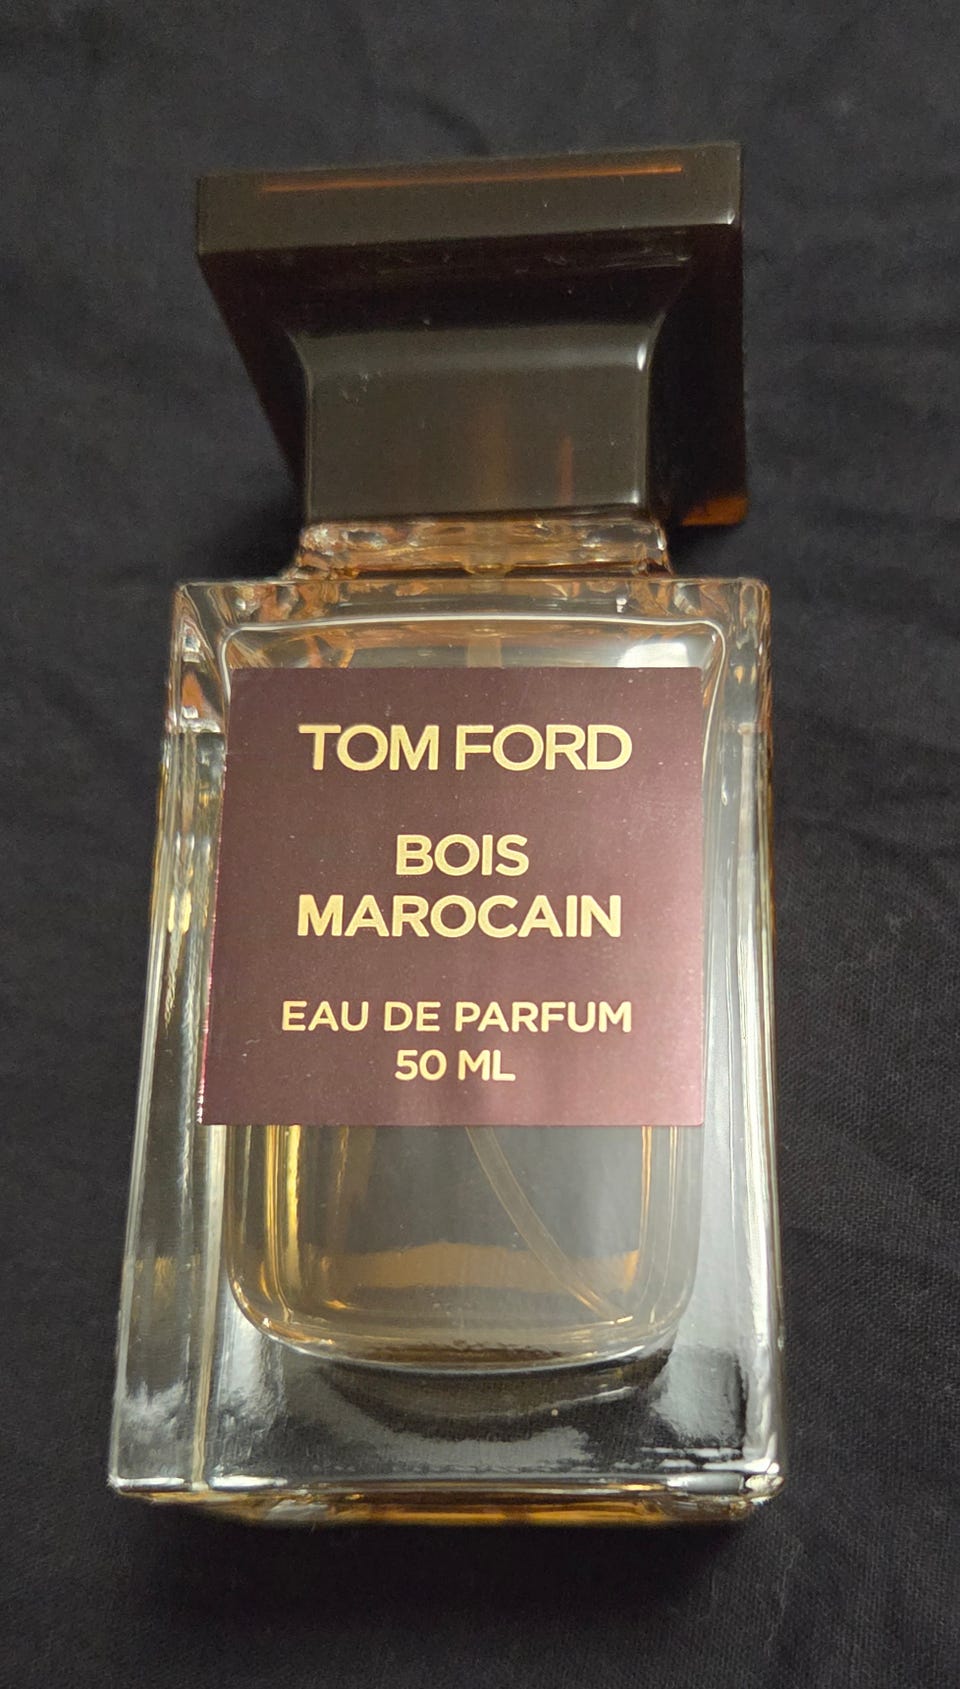 TOM FORD
BOIS
MAROCAIN
EAU DE PARFUM
50 ML